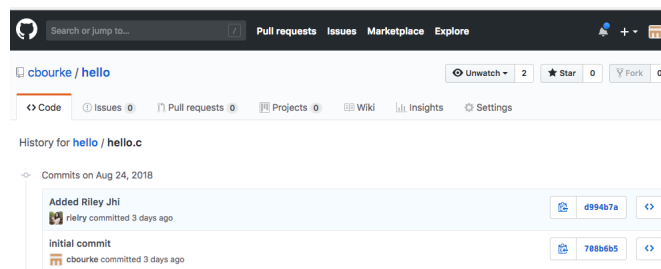 Search or jump to... / Pull requests Issues Marketplace Explore
cbourke / hello Unwatch 2 Star 0 Fork 0
Code Issues 0 Pull requests 0 Projects 0 Wiki Insights Settings
History for hello / hello.c
Commits on Aug 24, 2018
Added Riley Jhi d994b7a
rielry committed 3 days ago
initial commit 708b6b5
cbourke committed 3 days ago